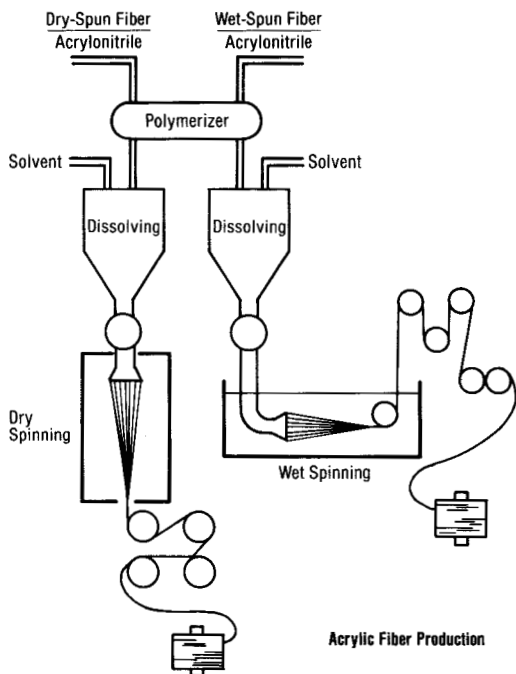 Dry-Spun Fiber
Acrylonitrile
Wet-Spun Fiber
Acrylonitrile
Polymerizer
Solvent
Solvent
Dissolving
Dissolving
Dry
Spinning
Wet Spinning
Acrylic Fiber Production